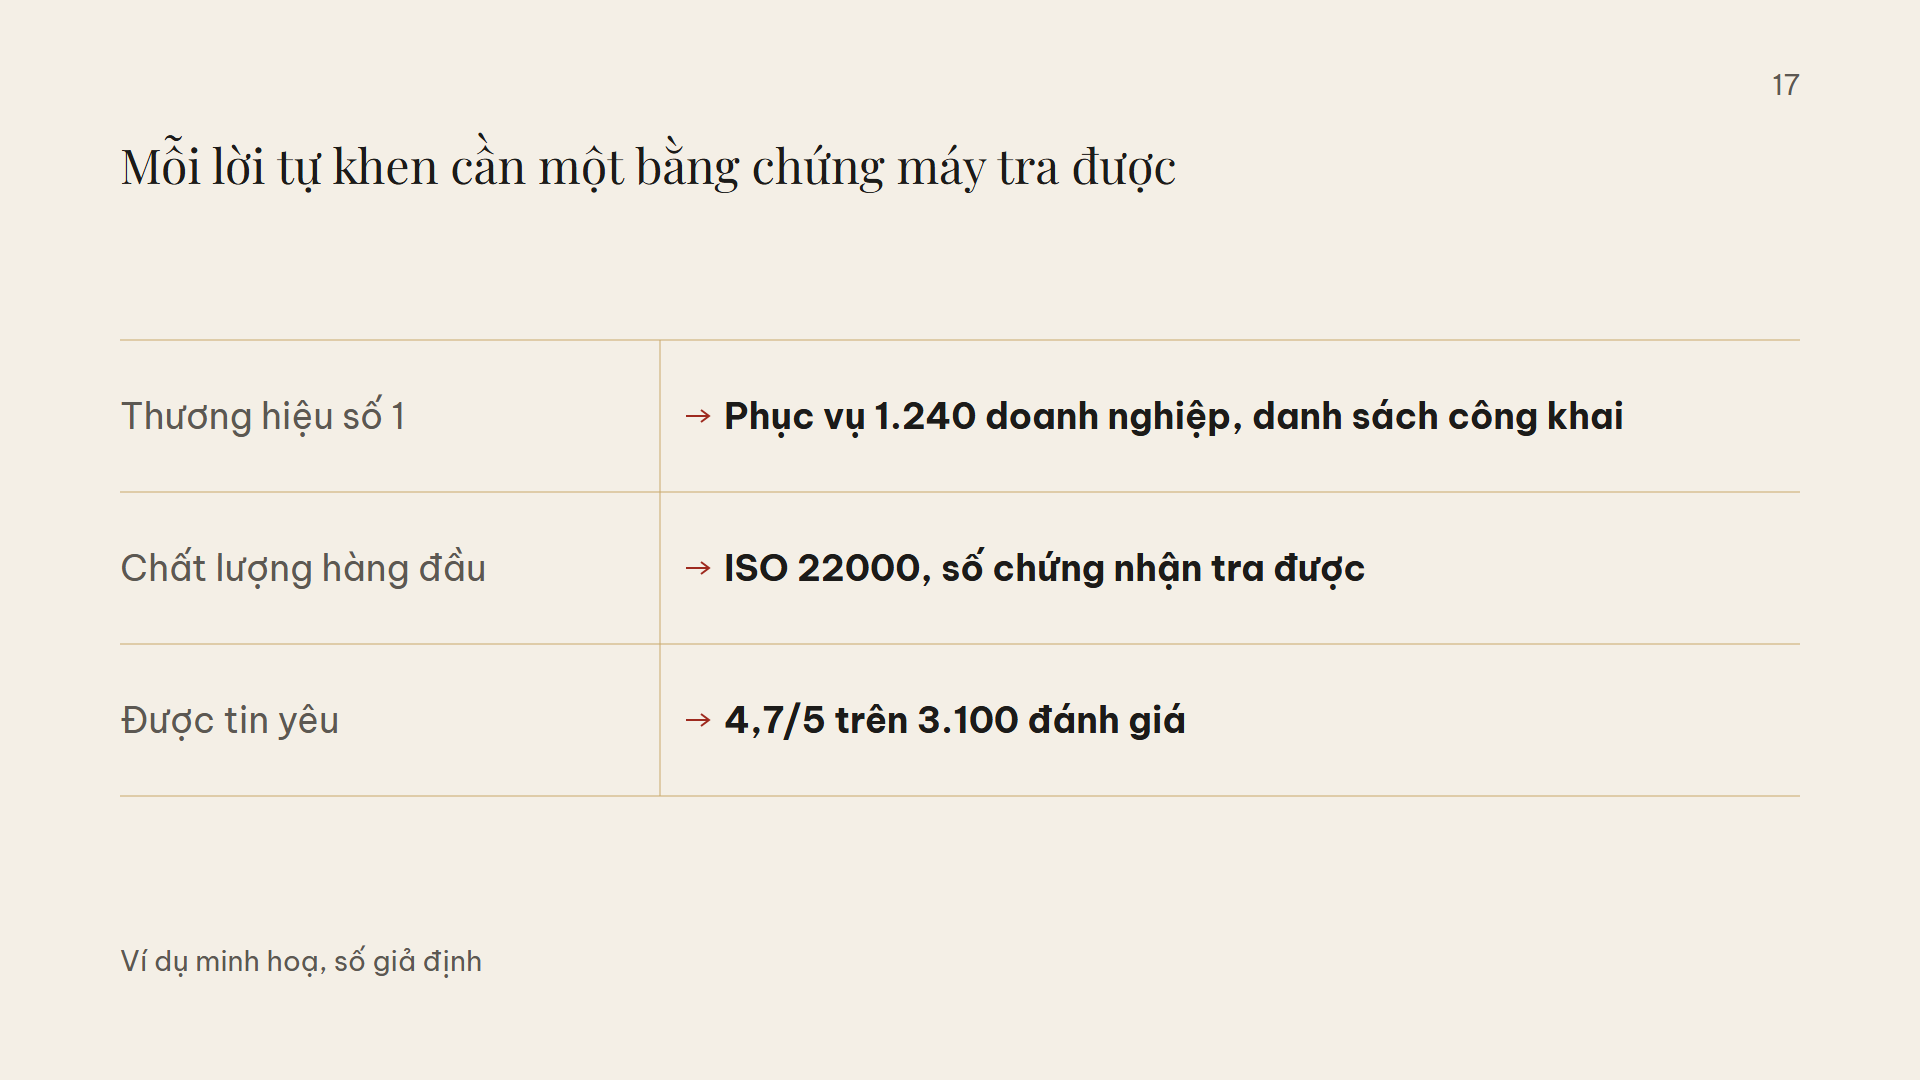 17
Mỗi lời tự khen cần một bằng chứng máy tra được
Thương hiệu số 1
→ Phục vụ 1.240 doanh nghiệp, danh sách công khai
Chất lượng hàng đầu
→ ISO 22000, số chứng nhận tra được
Được tin yêu
→ 4,7/5 trên 3.100 đánh giá
Ví dụ minh hoạ, số giả định